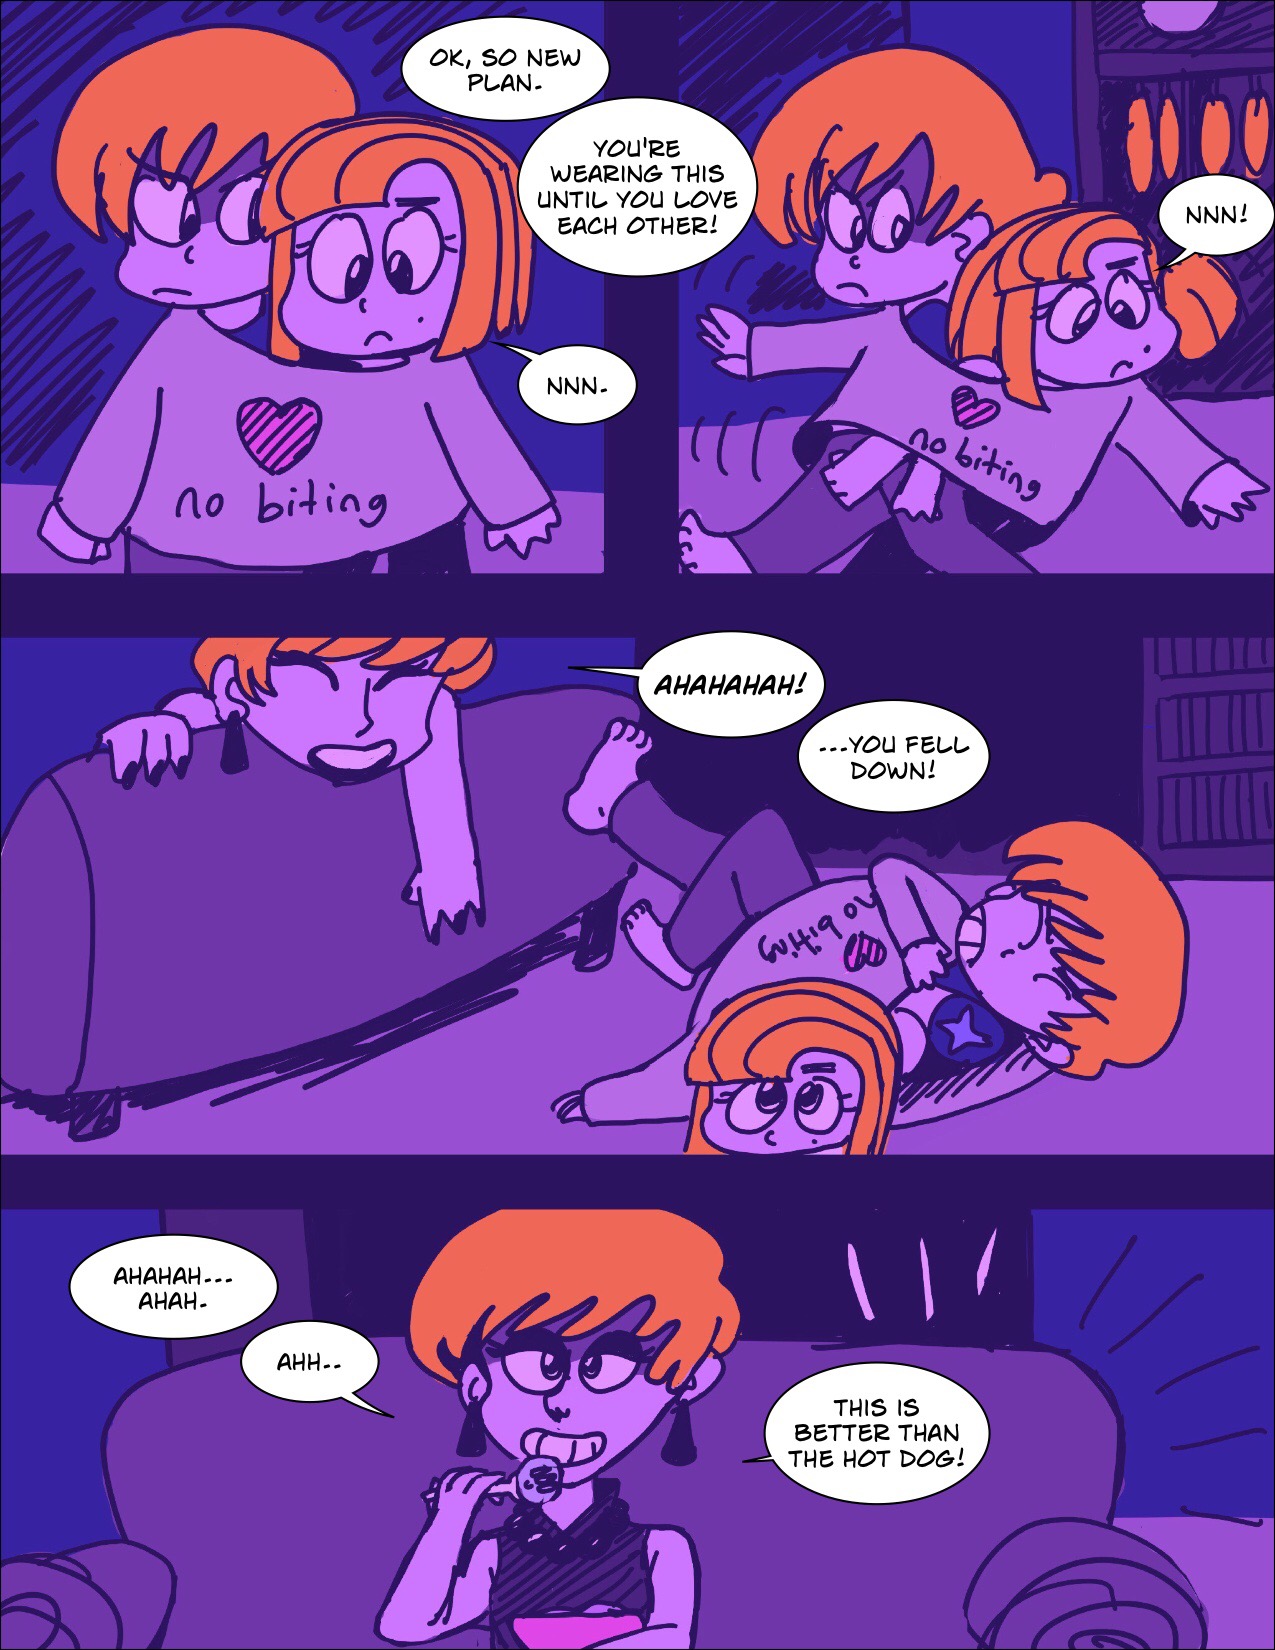 OK, SO NEW
PLAN.
YOU'RE
WEARING THIS
UNTIL YOU LOVE
EACH OTHER!
NNN.
no biting
NNN!
no biting
AHAHAHAH!
...YOU FELL
DOWN!
no biting
AHAHAH...
AHAH.
AHH..
THIS IS
BETTER THAN
THE HOT DOG!